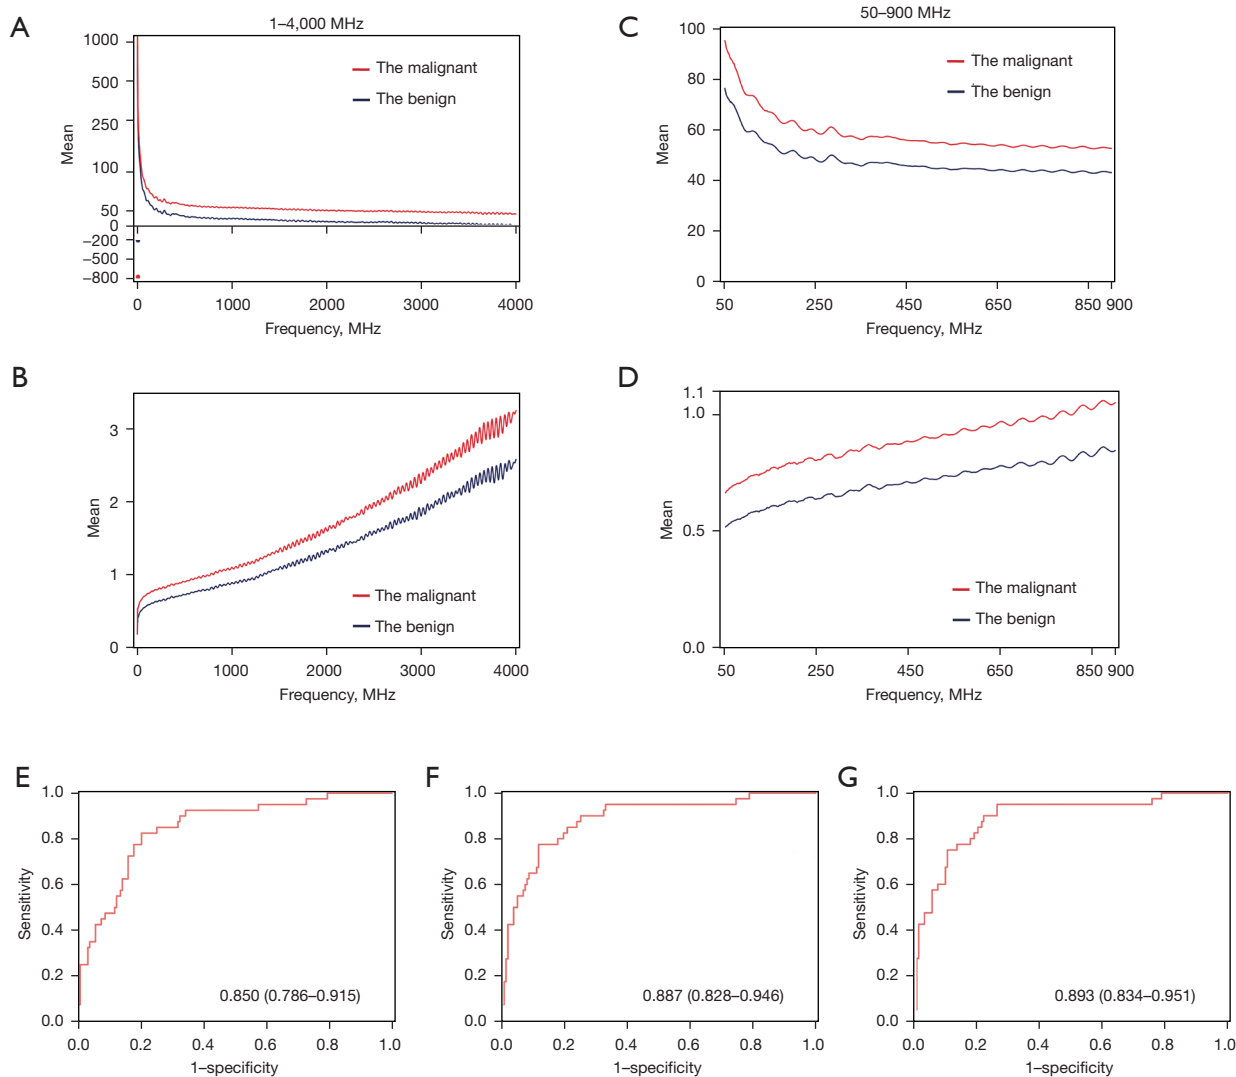 A
1–4,000 MHz
1000
500
250
100
50
0
−200
−500
−800
Mean
The malignant
The benign
0 1000 2000 3000 4000
Frequency, MHz
C
50–900 MHz
100
80
60
40
20
0
Mean
The malignant
The benign
50 250 450 650 850 900
Frequency, MHz
B
3
2
1
0
Mean
The malignant
The benign
0 1000 2000 3000 4000
Frequency, MHz
D
1.1
1.0
0.5
0.0
Mean
The malignant
The benign
50 250 450 650 850 900
Frequency, MHz
E
1.0
0.8
0.6
0.4
0.2
0.0
Sensitivity
0.850 (0.786–0.915)
0.0 0.2 0.4 0.6 0.8 1.0
1–specificity
F
1.0
0.8
0.6
0.4
0.2
0.0
Sensitivity
0.887 (0.828–0.946)
0.0 0.2 0.4 0.6 0.8 1.0
1–specificity
G
1.0
0.8
0.6
0.4
0.2
0.0
Sensitivity
0.893 (0.834–0.951)
0.0 0.2 0.4 0.6 0.8 1.0
1–specificity